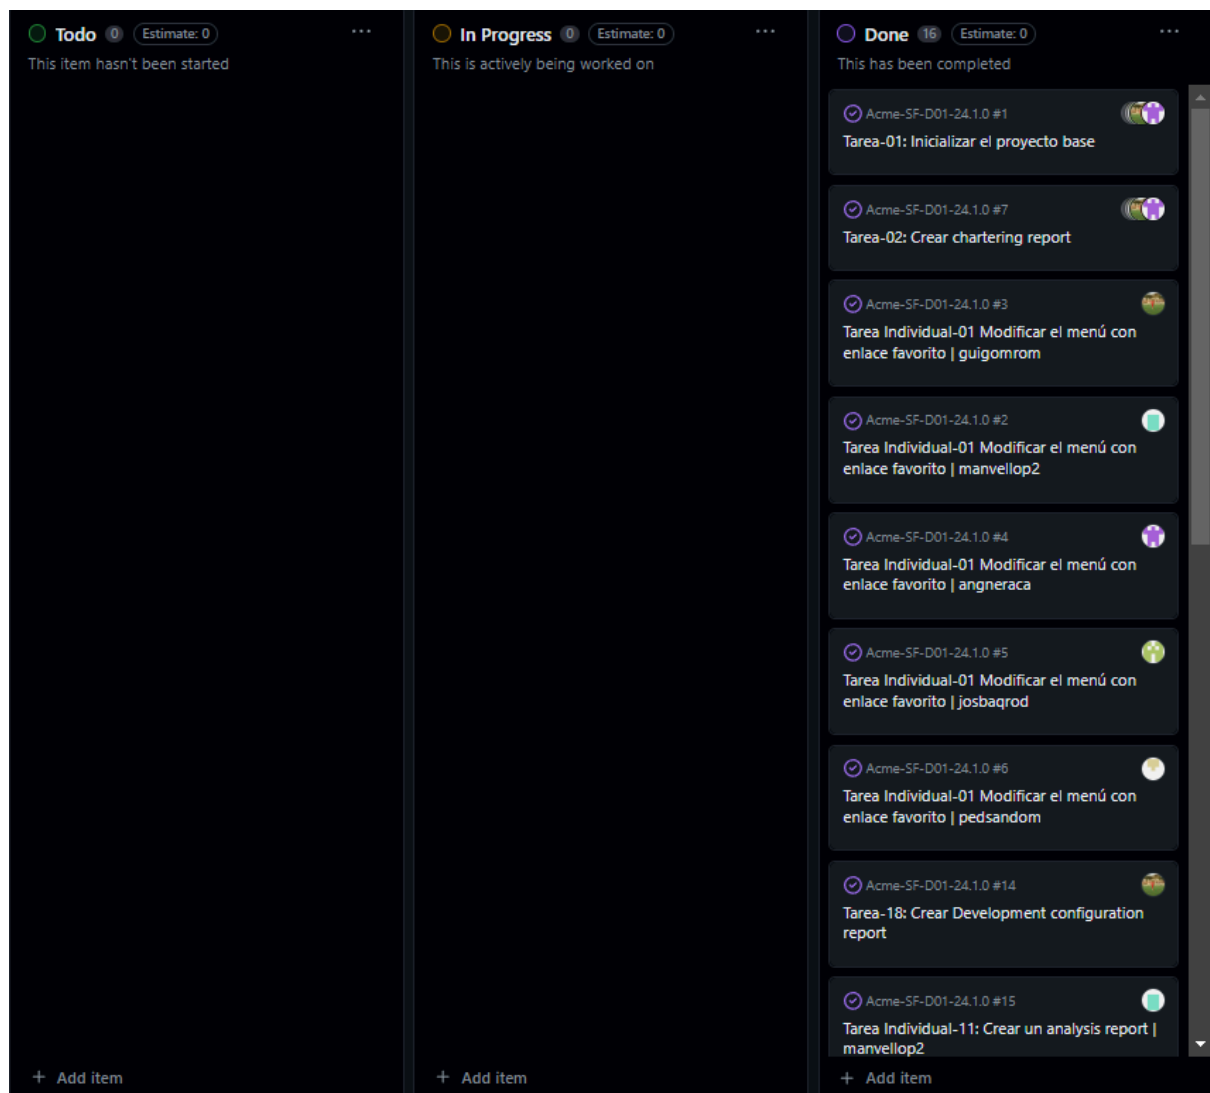 Todo 0 Estimate: 0
This item hasn't been started
+ Add item
In Progress 0 Estimate: 0
This is actively being worked on
+ Add item
Done 16 Estimate: 0
This has been completed
Acme-SF-D01-24.1.0 #1
Tarea-01: Inicializar el proyecto base
Acme-SF-D01-24.1.0 #7
Tarea-02: Crear chartering report
Acme-SF-D01-24.1.0 #3
Tarea Individual-01 Modificar el menú con
enlace favorito | guigomrom
Acme-SF-D01-24.1.0 #2
Tarea Individual-01 Modificar el menú con
enlace favorito | manvellop2
Acme-SF-D01-24.1.0 #4
Tarea Individual-01 Modificar el menú con
enlace favorito | angneraca
Acme-SF-D01-24.1.0 #5
Tarea Individual-01 Modificar el menú con
enlace favorito | josbaqrod
Acme-SF-D01-24.1.0 #6
Tarea Individual-01 Modificar el menú con
enlace favorito | pedsandom
Acme-SF-D01-24.1.0 #14
Tarea-18: Crear Development configuration
report
Acme-SF-D01-24.1.0 #15
Tarea Individual-11: Crear un analysis report |
manvellop2
+ Add item